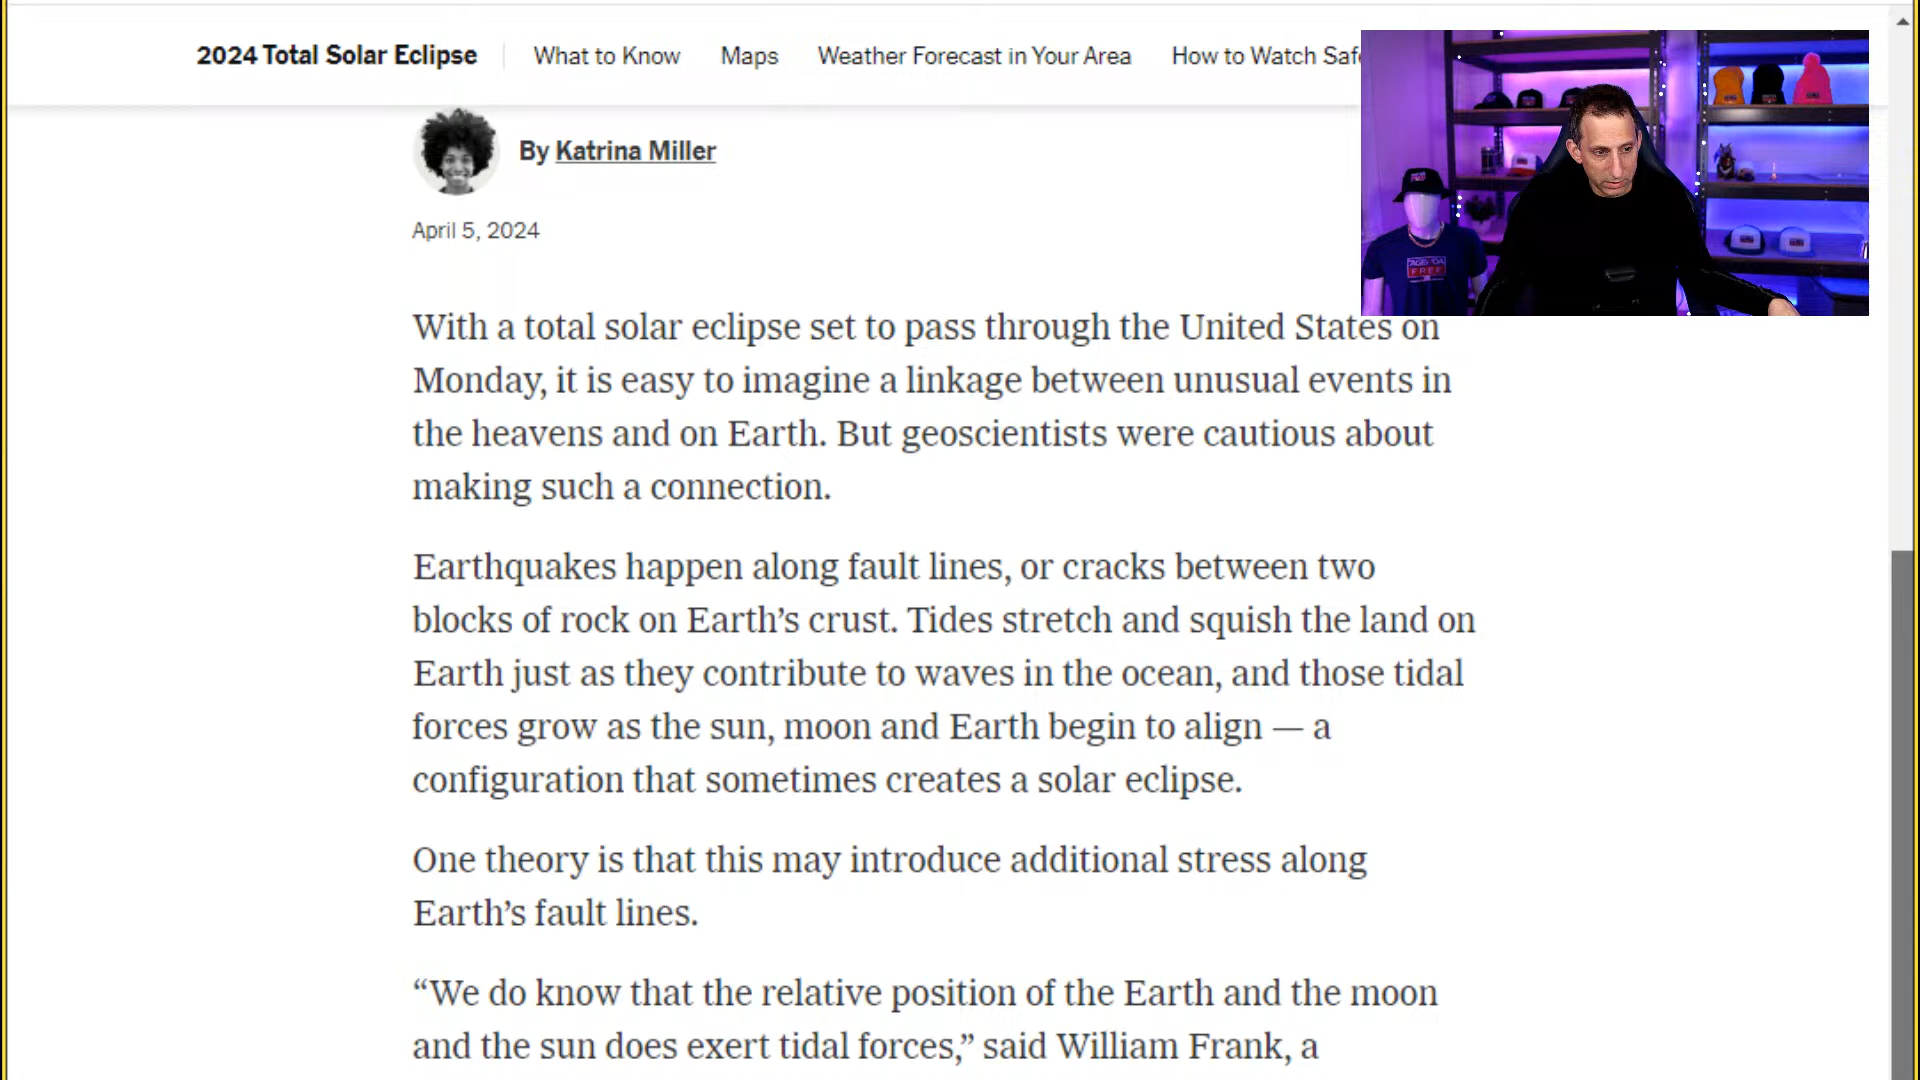 2024 Total Solar Eclipse What to Know Maps Weather Forecast in Your Area How to Watch Safe
By Katrina Miller
April 5, 2024
AGENDA
FREE
With a total solar eclipse set to pass through the United States on
Monday, it is easy to imagine a linkage between unusual events in
the heavens and on Earth. But geoscientists were cautious about
making such a connection.
Earthquakes happen along fault lines, or cracks between two
blocks of rock on Earth’s crust. Tides stretch and squish the land on
Earth just as they contribute to waves in the ocean, and those tidal
forces grow as the sun, moon and Earth begin to align — a
configuration that sometimes creates a solar eclipse.
One theory is that this may introduce additional stress along
Earth’s fault lines.
“We do know that the relative position of the Earth and the moon
and the sun does exert tidal forces,” said William Frank, a